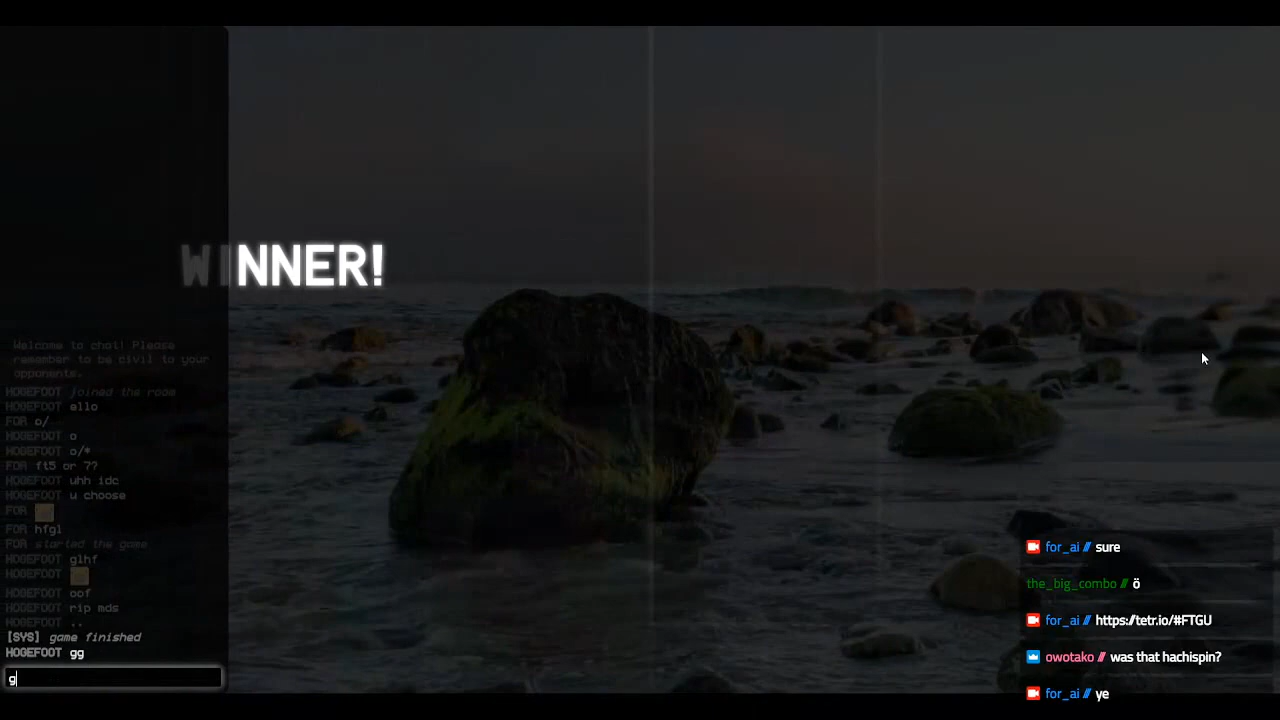 WINNER!
Welcome to chat! Please
remember to be civil to your
opponents.
HOGEFOOT joined the room
HOGEFOOT ello
FOR o/
HOGEFOOT o
HOGEFOOT o/*
FOR ft5 or 7?
HOGEFOOT uhh idc
HOGEFOOT u choose
FOR
FOR hfgl
FOR started the game
HOGEFOOT glhf
HOGEFOOT
HOGEFOOT oof
HOGEFOOT rip mds
HOGEFOOT ..
[SYS] game finished
HOGEFOOT gg
g
for_ai // sure
the_big_combo // ö
for_ai // https://tetr.io/#FTGU
owotako // was that hachispin?
for_ai // ye